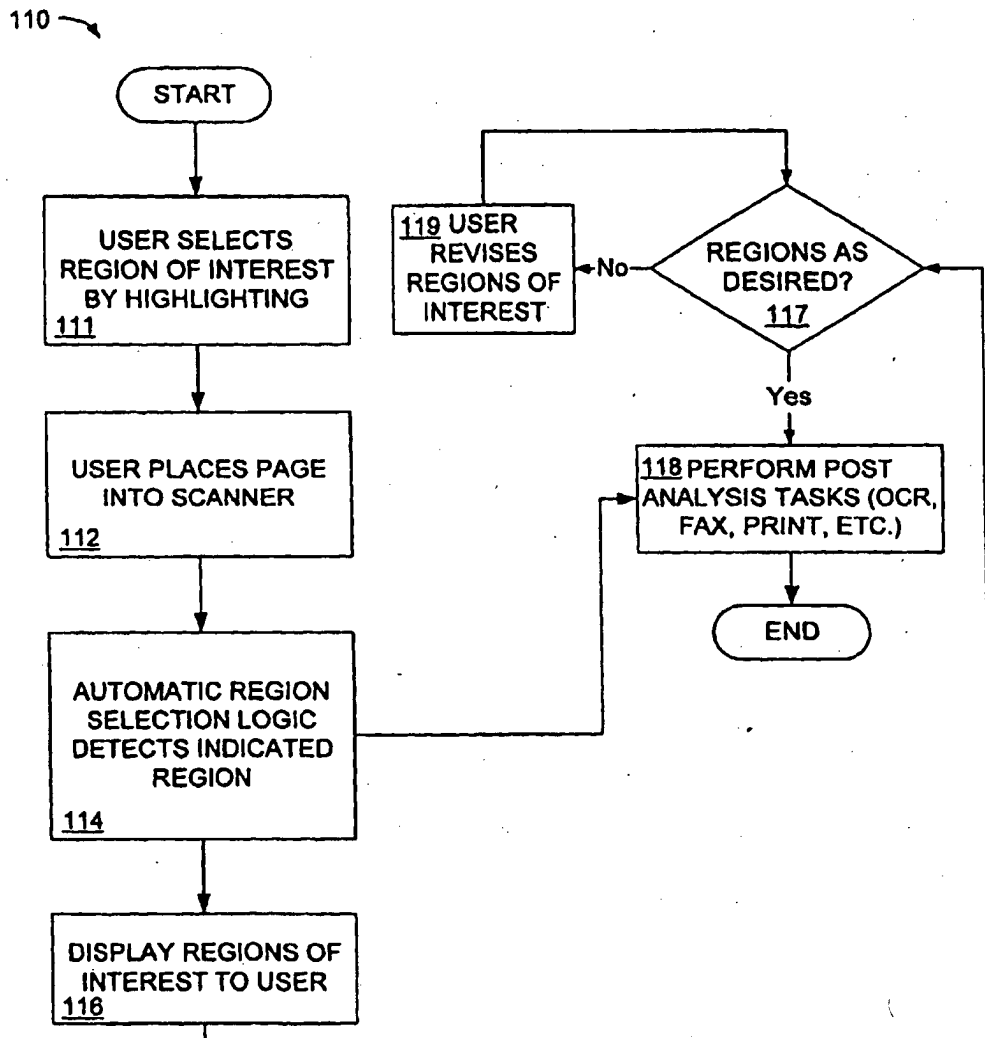 110
START
USER SELECTS
REGION OF INTEREST
BY HIGHLIGHTING
111
USER PLACES PAGE
INTO SCANNER
112
AUTOMATIC REGION
SELECTION LOGIC
DETECTS INDICATED
REGION
114
DISPLAY REGIONS OF
INTEREST TO USER
116
REGIONS AS
DESIRED?
117
No
119 USER
REVISES
REGIONS OF
INTEREST
Yes
118 PERFORM POST
ANALYSIS TASKS (OCR,
FAX, PRINT, ETC.)
END